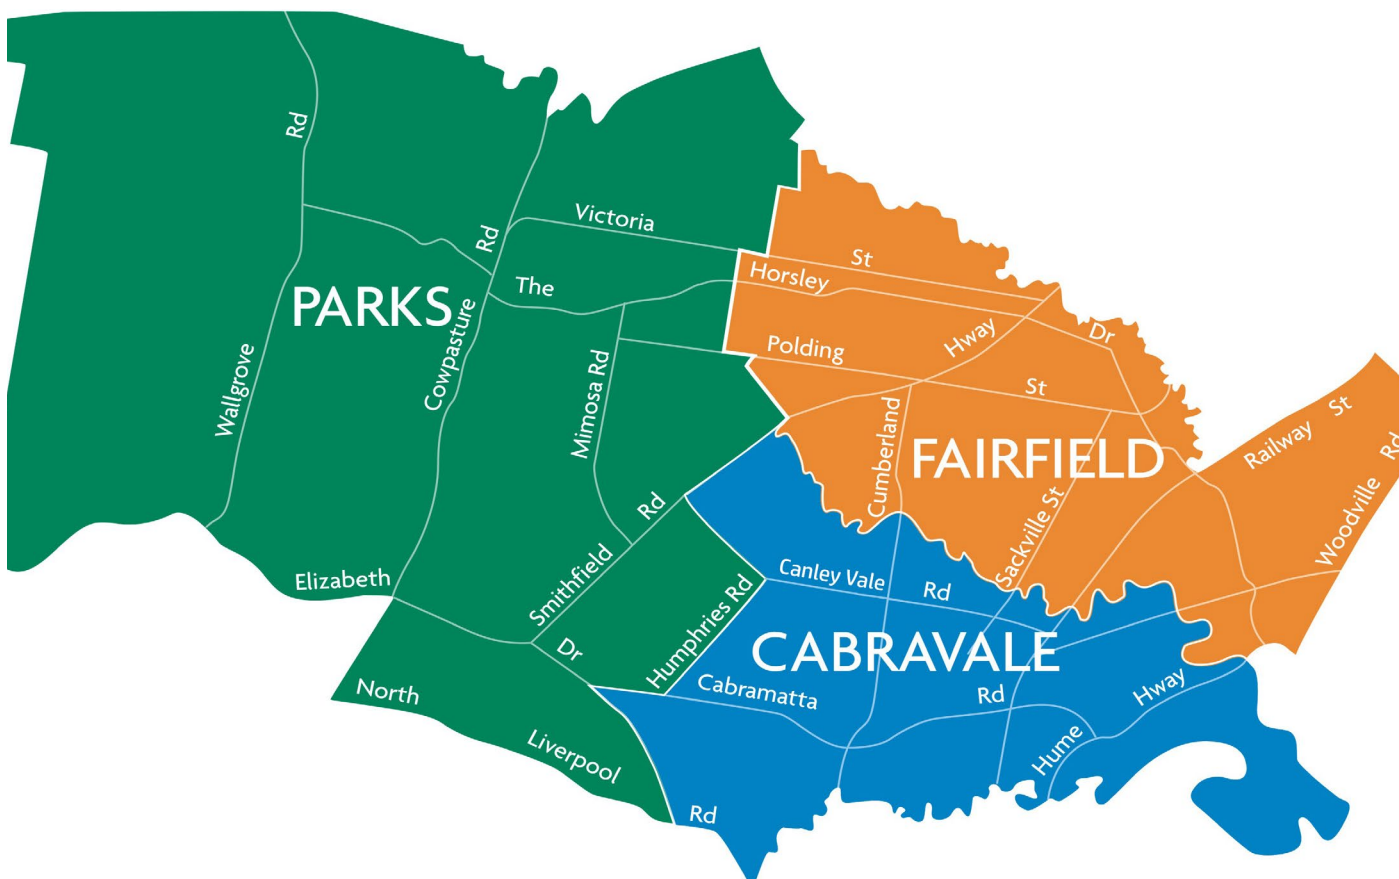 Rd
Victoria
St
Rd
The
Horsley
PARKS
Dr
Hway
Cowpasture
Polding
Wallgrove
Mimosa Rd
St
St
Cumberland
Railway
Rd
FAIRFIELD
Rd
Sackville St
Woodville
Elizabeth
Smithfield
Canley Vale
Rd
Humphries Rd
CABRAVALE
Dr
North
Cabramatta
Rd
Hway
Liverpool
Hume
Rd